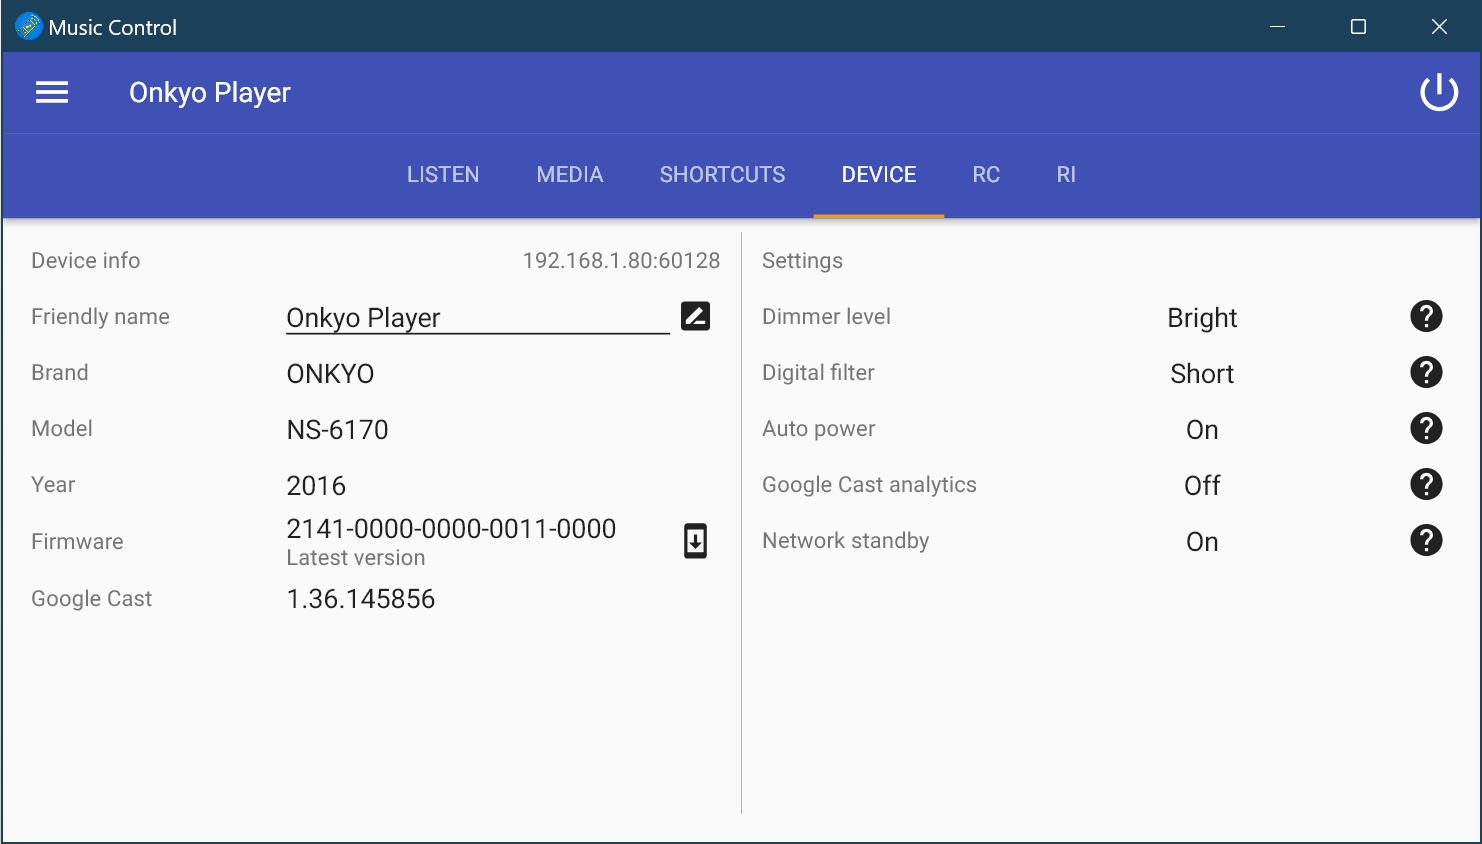 Music Control
Onkyo Player
LISTEN MEDIA SHORTCUTS DEVICE RC RI
Device info 192.168.1.80:60128
Friendly name Onkyo Player
Brand ONKYO
Model NS-6170
Year 2016
Firmware 2141-0000-0000-0011-0000
Latest version
Google Cast 1.36.145856
Settings
Dimmer level Bright ?
Digital filter Short ?
Auto power On ?
Google Cast analytics Off ?
Network standby On ?